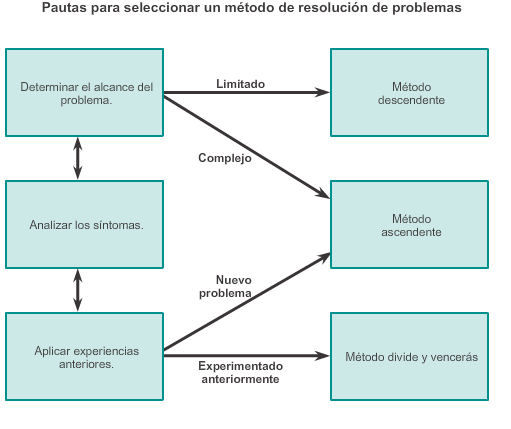 Pautas para seleccionar un método de resolución de problemas
Determinar el alcance del
problema.
Limitado
Método
descendente
Complejo
Analizar los síntomas.
Método
ascendente
Nuevo
problema
Aplicar experiencias
anteriores.
Experimentado
anteriormente
Método divide y vencerás